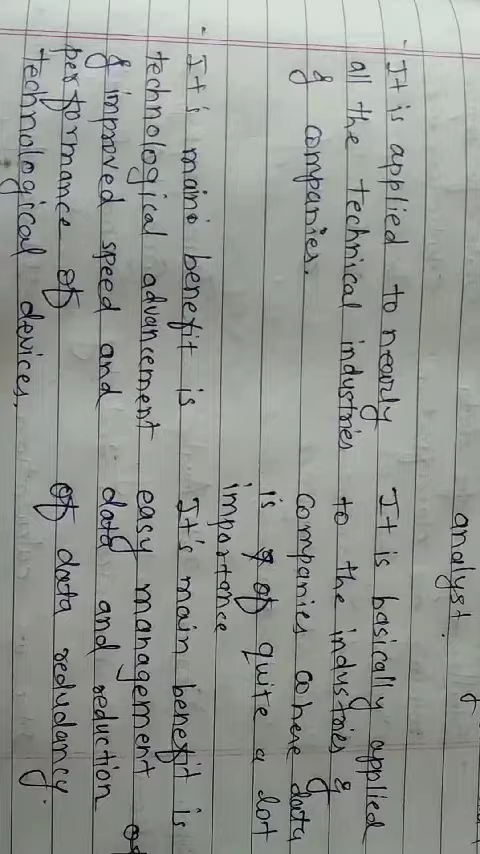 analyst.
- It is applied to nearly It is basically applied
all the technical industries to the industries &
& companies. companies where data
is of quite a lot
importance
- It's main benefit is It's main benefit is
technological advancement easy management of
& improved speed and data and reduction
performance of of data redudancy.
technological devices.